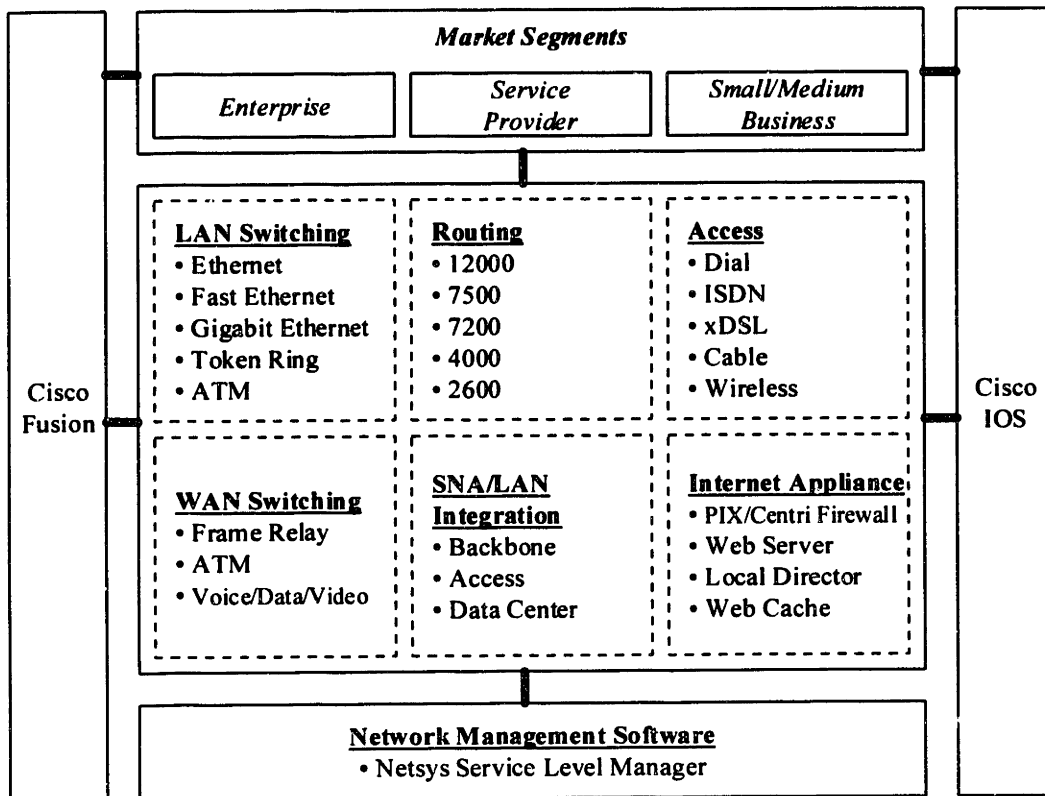 Market Segments
Enterprise
Service
Provider
Small/Medium
Business
Cisco
Fusion
LAN Switching
• Ethernet
• Fast Ethernet
• Gigabit Ethernet
• Token Ring
• ATM
Routing
• 12000
• 7500
• 7200
• 4000
• 2600
Access
• Dial
• ISDN
• xDSL
• Cable
• Wireless
WAN Switching
• Frame Relay
• ATM
• Voice/Data/Video
SNA/LAN
Integration
• Backbone
• Access
• Data Center
Internet Appliance
• PIX/Centri Firewall
• Web Server
• Local Director
• Web Cache
Cisco
IOS
Network Management Software
• Netsys Service Level Manager